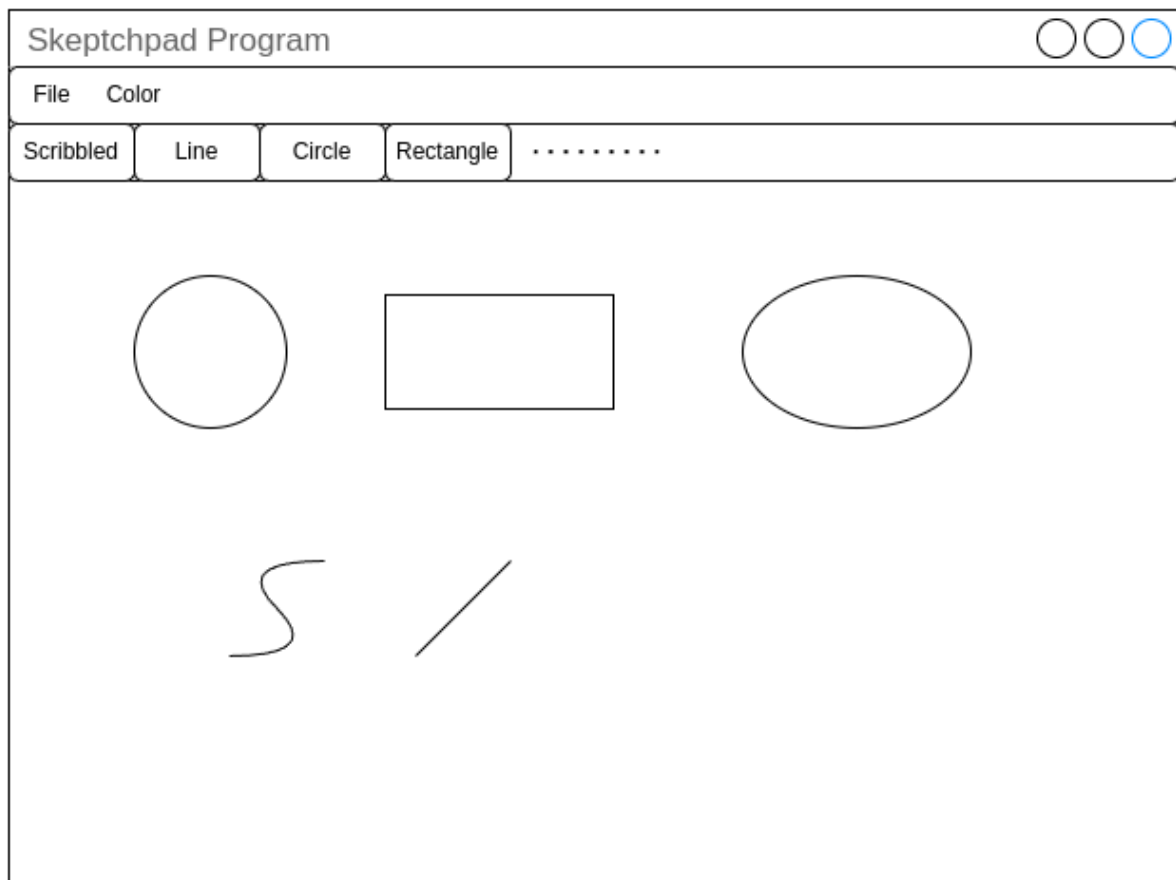 Skeptchpad Program
File Color
Scribbled Line Circle Rectangle .........